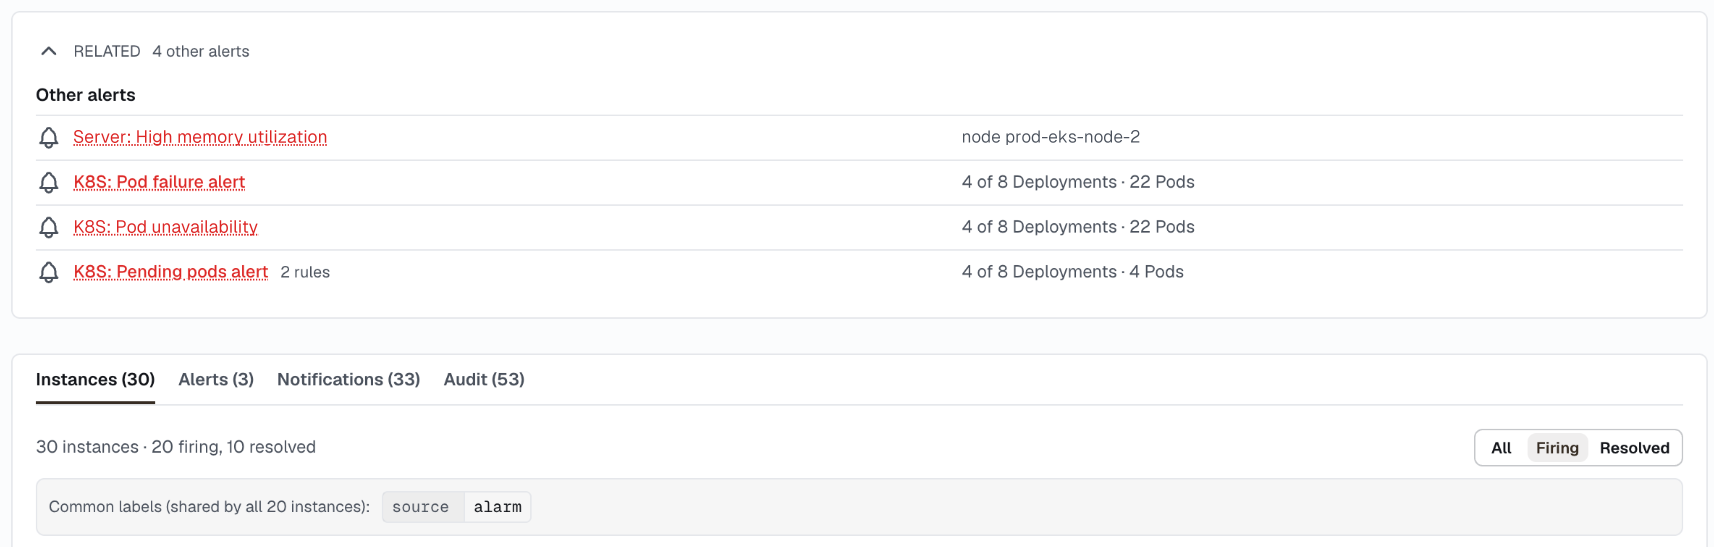 RELATED 4 other alerts
Other alerts
Server: High memory utilization node prod-eks-node-2
K8S: Pod failure alert 4 of 8 Deployments · 22 Pods
K8S: Pod unavailability 4 of 8 Deployments · 22 Pods
K8S: Pending pods alert 2 rules 4 of 8 Deployments · 4 Pods
Instances (30) Alerts (3) Notifications (33) Audit (53)
30 instances · 20 firing, 10 resolved All Firing Resolved
Common labels (shared by all 20 instances): source alarm